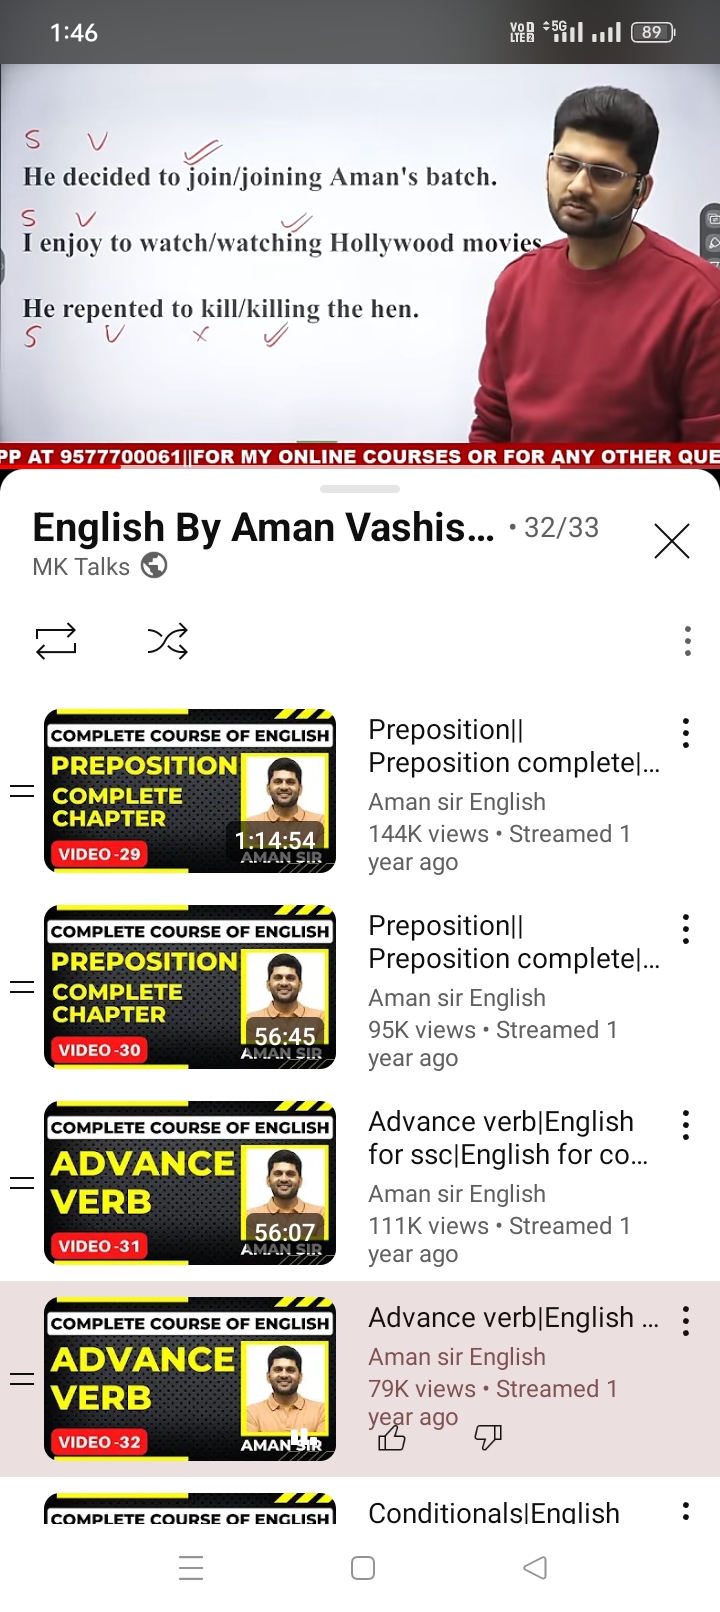 1:46
VoD LTE2 5G 89
S V
He decided to join/joining Aman's batch.
S V
I enjoy to watch/watching Hollywood movies
He repented to kill/killing the hen.
S V x
PP AT 9577700061||FOR MY ONLINE COURSES OR FOR ANY OTHER QUE
English By Aman Vashis... • 32/33
MK Talks
COMPLETE COURSE OF ENGLISH
PREPOSITION
COMPLETE
CHAPTER
VIDEO -29
1:14:54
AMAN SIR
Preposition||
Preposition complete|...
Aman sir English
144K views • Streamed 1
year ago
COMPLETE COURSE OF ENGLISH
PREPOSITION
COMPLETE
CHAPTER
VIDEO -30
56:45
AMAN SIR
Preposition||
Preposition complete|...
Aman sir English
95K views • Streamed 1
year ago
COMPLETE COURSE OF ENGLISH
ADVANCE
VERB
VIDEO -31
56:07
AMAN SIR
Advance verb|English
for ssc|English for co...
Aman sir English
111K views • Streamed 1
year ago
COMPLETE COURSE OF ENGLISH
ADVANCE
VERB
VIDEO -32
AMAN SIR
Advance verb|English ...
Aman sir English
79K views • Streamed 1
year ago
COMPLETE COURSE OF ENGLISH
Conditionals|English